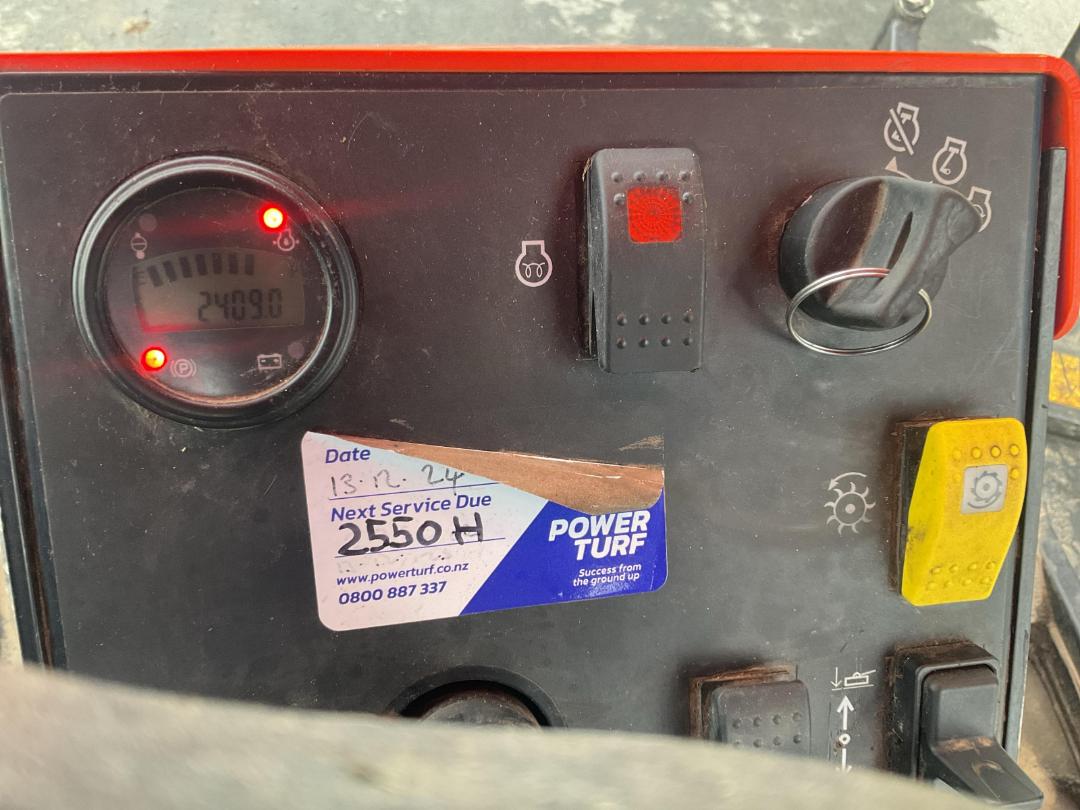 2409.0
P
Date
13.12.24
Next Service Due
2550 H
www.powerturf.co.nz
0800 887 337
POWER
TURF
Success from
the ground up